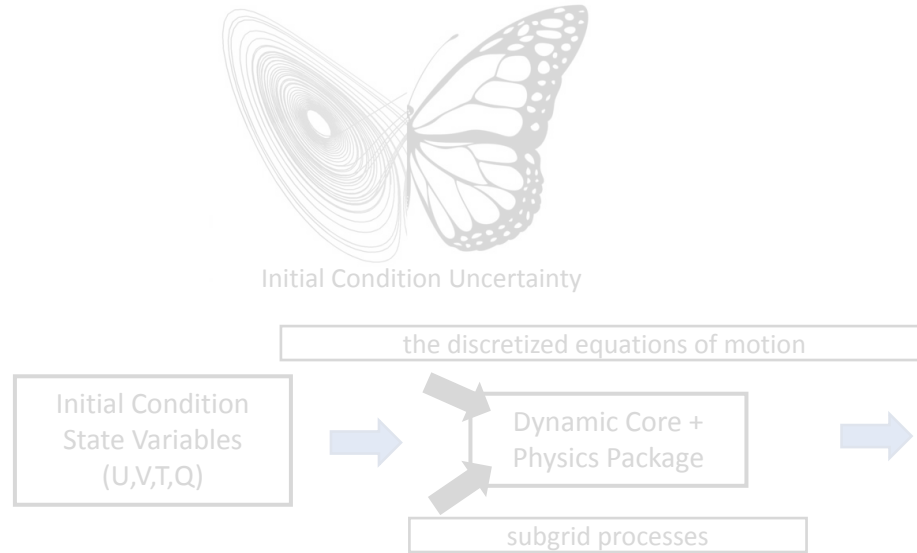 Initial Condition Uncertainty
the discretized equations of motion
Initial Condition
State Variables
(U,V,T,Q)
Dynamic Core +
Physics Package
subgrid processes